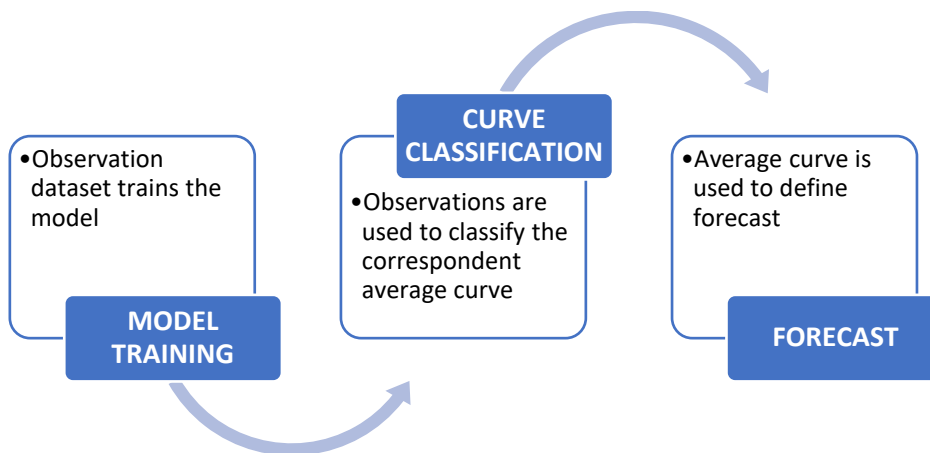 •Observation
dataset trains the
model
MODEL
TRAINING
CURVE
CLASSIFICATION
•Observations are
used to classify the
correspondent
average curve
•Average curve is
used to define
forecast
FORECAST